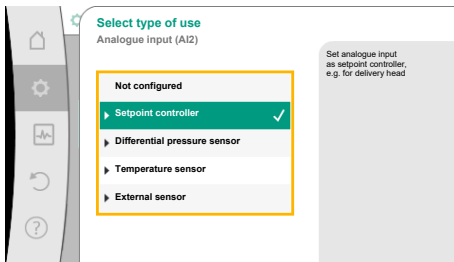 Select type of use
Analogue input (AI2)
Set analogue input
as setpoint controller,
e.g. for delivery head
Not configured
Setpoint controller
Differential pressure sensor
Temperature sensor
External sensor